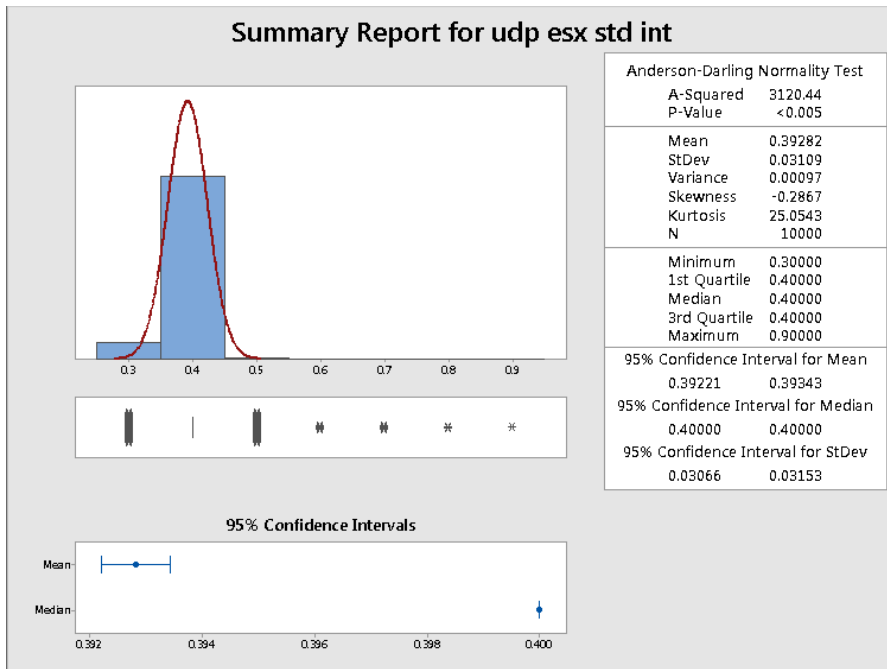 Summary Report for udp esx std int
Anderson-Darling Normality Test
A-Squared 3120.44
P-Value <0.005
Mean 0.39282
StDev 0.03109
Variance 0.00097
Skewness -0.2867
Kurtosis 25.0543
N 10000
Minimum 0.30000
1st Quartile 0.40000
Median 0.40000
3rd Quartile 0.40000
Maximum 0.90000
95% Confidence Interval for Mean
0.39221 0.39343
95% Confidence Interval for Median
0.40000 0.40000
95% Confidence Interval for StDev
0.03066 0.03153
0.3 0.4 0.5 0.6 0.7 0.8 0.9
95% Confidence Intervals
Mean
Median
0.392 0.394 0.396 0.398 0.400